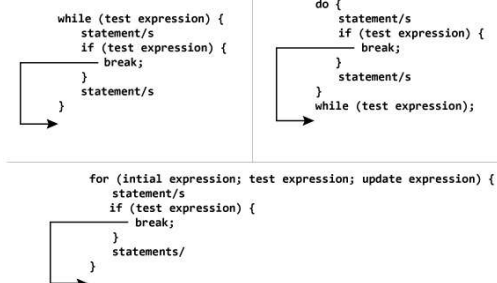 while (test expression) {
statement/s
if (test expression) {
break;
}
statement/s
}
do {
statement/s
if (test expression) {
break;
}
statement/s
}
while (test expression);
for (intial expression; test expression; update expression) {
statement/s
if (test expression) {
break;
}
statements/
}